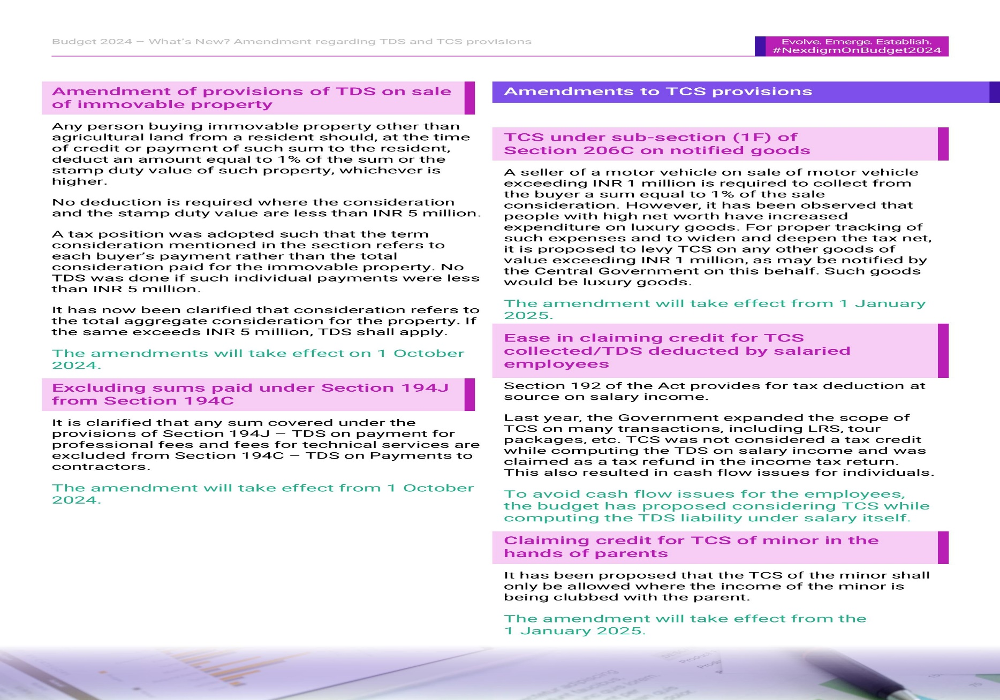 Budget 2024 – What's New? Amendment regarding TDS and TCS provisions
Evolve. Emerge. Establish.
#NexdigmOnBudget2024
Amendment of provisions of TDS on sale
of immovable property
Any person buying immovable property other than
agricultural land from a resident should, at the time
of credit or payment of such sum to the resident,
deduct an amount equal to 1% of the sum or the
stamp duty value of such property, whichever is
higher.
No deduction is required where the consideration
and the stamp duty value are less than INR 5 million.
A tax position was adopted such that the term
consideration mentioned in the section refers to
each buyer's payment rather than the total
consideration paid for the immovable property. No
TDS was done if such individual payments were less
than INR 5 million.
It has now been clarified that consideration refers to
the total aggregate consideration for the property. If
the same exceeds INR 5 million, TDS shall apply.
The amendments will take effect on 1 October
2024.
Excluding sums paid under Section 194J
from Section 194C
It is clarified that any sum covered under the
provisions of Section 194J – TDS on payment for
professional fees and fees for technical services are
excluded from Section 194C – TDS on Payments to
contractors.
The amendment will take effect from 1 October
2024.
Amendments to TCS provisions
TCS under sub-section (1F) of
Section 206C on notified goods
A seller of a motor vehicle on sale of motor vehicle
exceeding INR 1 million is required to collect from
the buyer a sum equal to 1% of the sale
consideration. However, it has been observed that
people with high net worth have increased
expenditure on luxury goods. For proper tracking of
such expenses and to widen and deepen the tax net,
it is proposed to levy TCS on any other goods of
value exceeding INR 1 million, as may be notified by
the Central Government on this behalf. Such goods
would be luxury goods.
The amendment will take effect from 1 January
2025.
Ease in claiming credit for TCS
collected/TDS deducted by salaried
employees
Section 192 of the Act provides for tax deduction at
source on salary income.
Last year, the Government expanded the scope of
TCS on many transactions, including LRS, tour
packages, etc. TCS was not considered a tax credit
while computing the TDS on salary income and was
claimed as a tax refund in the income tax return.
This also resulted in cash flow issues for individuals.
To avoid cash flow issues for the employees,
the budget has proposed considering TCS while
computing the TDS liability under salary itself.
Claiming credit for TCS of minor in the
hands of parents
It has been proposed that the TCS of the minor shall
only be allowed where the income of the minor is
being clubbed with the parent.
The amendment will take effect from the
1 January 2025.